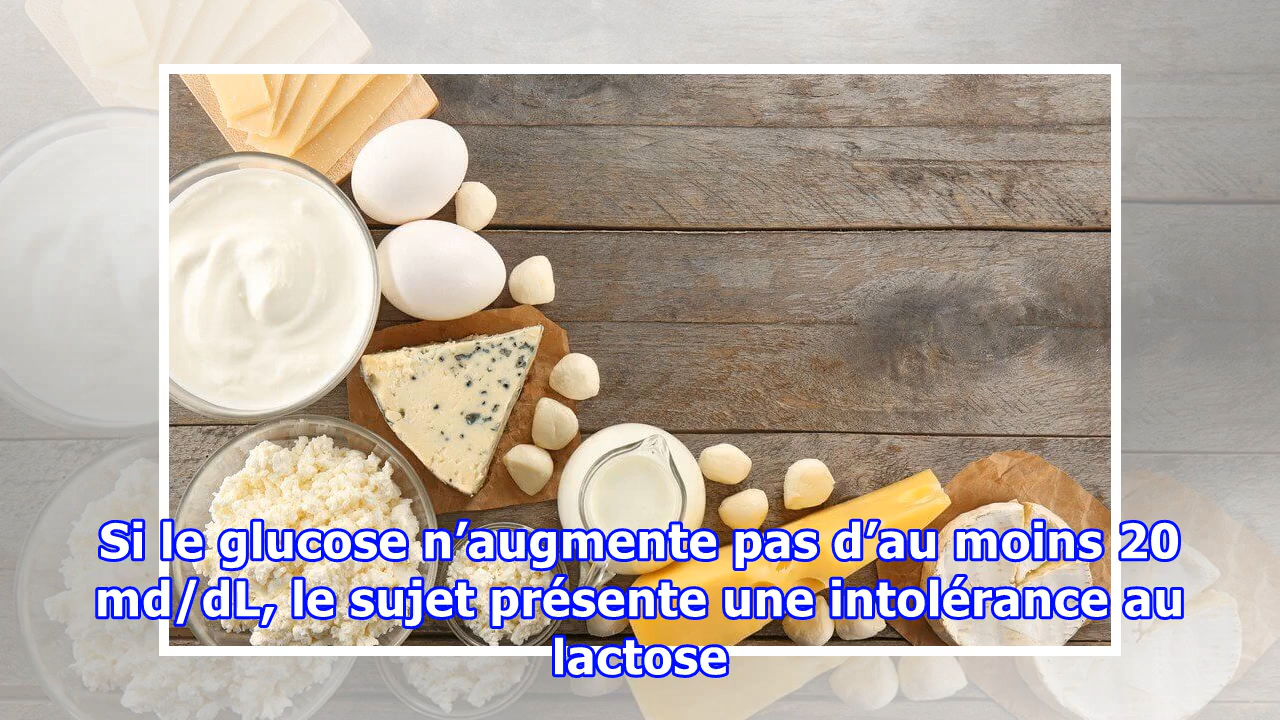 Si le glucose n’augmente pas d’au moins 20
md/dL, le sujet présente une intolérance au
lactose